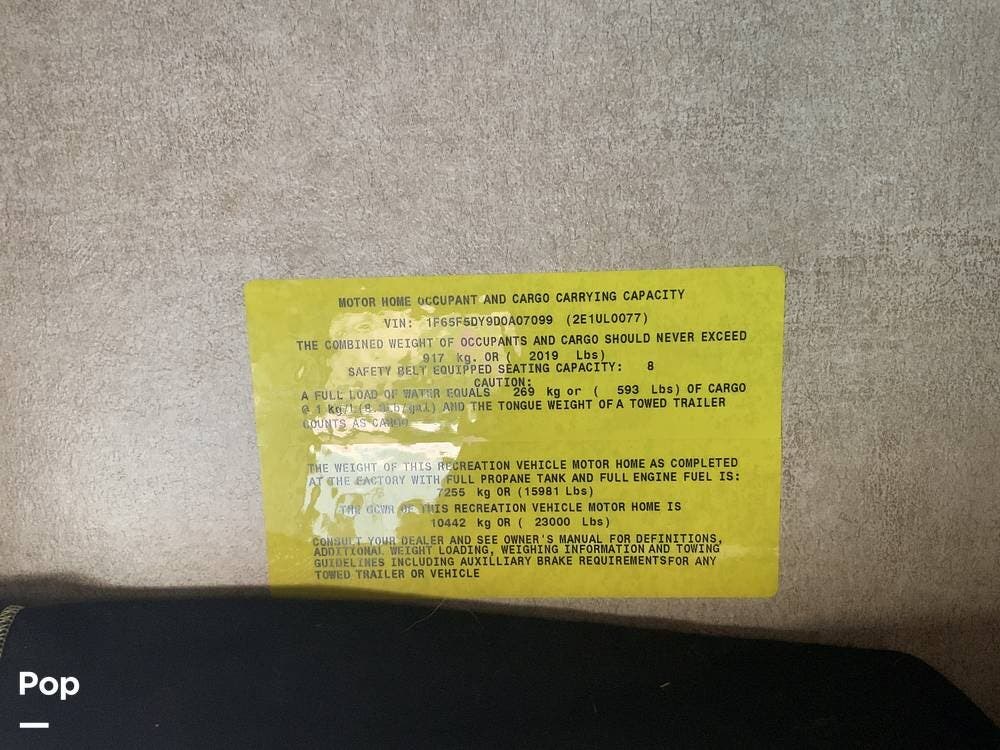 MOTOR HOME OCCUPANT AND CARGO CARRYING CAPACITY
VIN: 1F65F5DY9D0A07099 (2E1UL0077)
THE COMBINED WEIGHT OF OCCUPANTS AND CARGO SHOULD NEVER EXCEED
917 kg. OR ( 2019 Lbs)
SAFETY BELT EQUIPPED SEATING CAPACITY: 8
CAUTION:
A FULL LOAD OF WATER EQUALS 269 kg or ( 593 Lbs) OF CARGO
@ 1 kg/l (8.3 lb/gal) AND THE TONGUE WEIGHT OF A TOWED TRAILER
COUNTS AS CARGO
THE WEIGHT OF THIS RECREATION VEHICLE MOTOR HOME AS COMPLETED
AT THE FACTORY WITH FULL PROPANE TANK AND FULL ENGINE FUEL IS:
7255 kg OR (15981 Lbs)
THE GCWR OF THIS RECREATION VEHICLE MOTOR HOME IS
10442 kg OR ( 23000 Lbs)
CONSULT YOUR DEALER AND SEE OWNER'S MANUAL FOR DEFINITIONS,
ADDITIONAL WEIGHT LOADING, WEIGHING INFORMATION AND TOWING
GUIDELINES INCLUDING AUXILLIARY BRAKE REQUIREMENTSFOR ANY
TOWED TRAILER OR VEHICLE
Pop